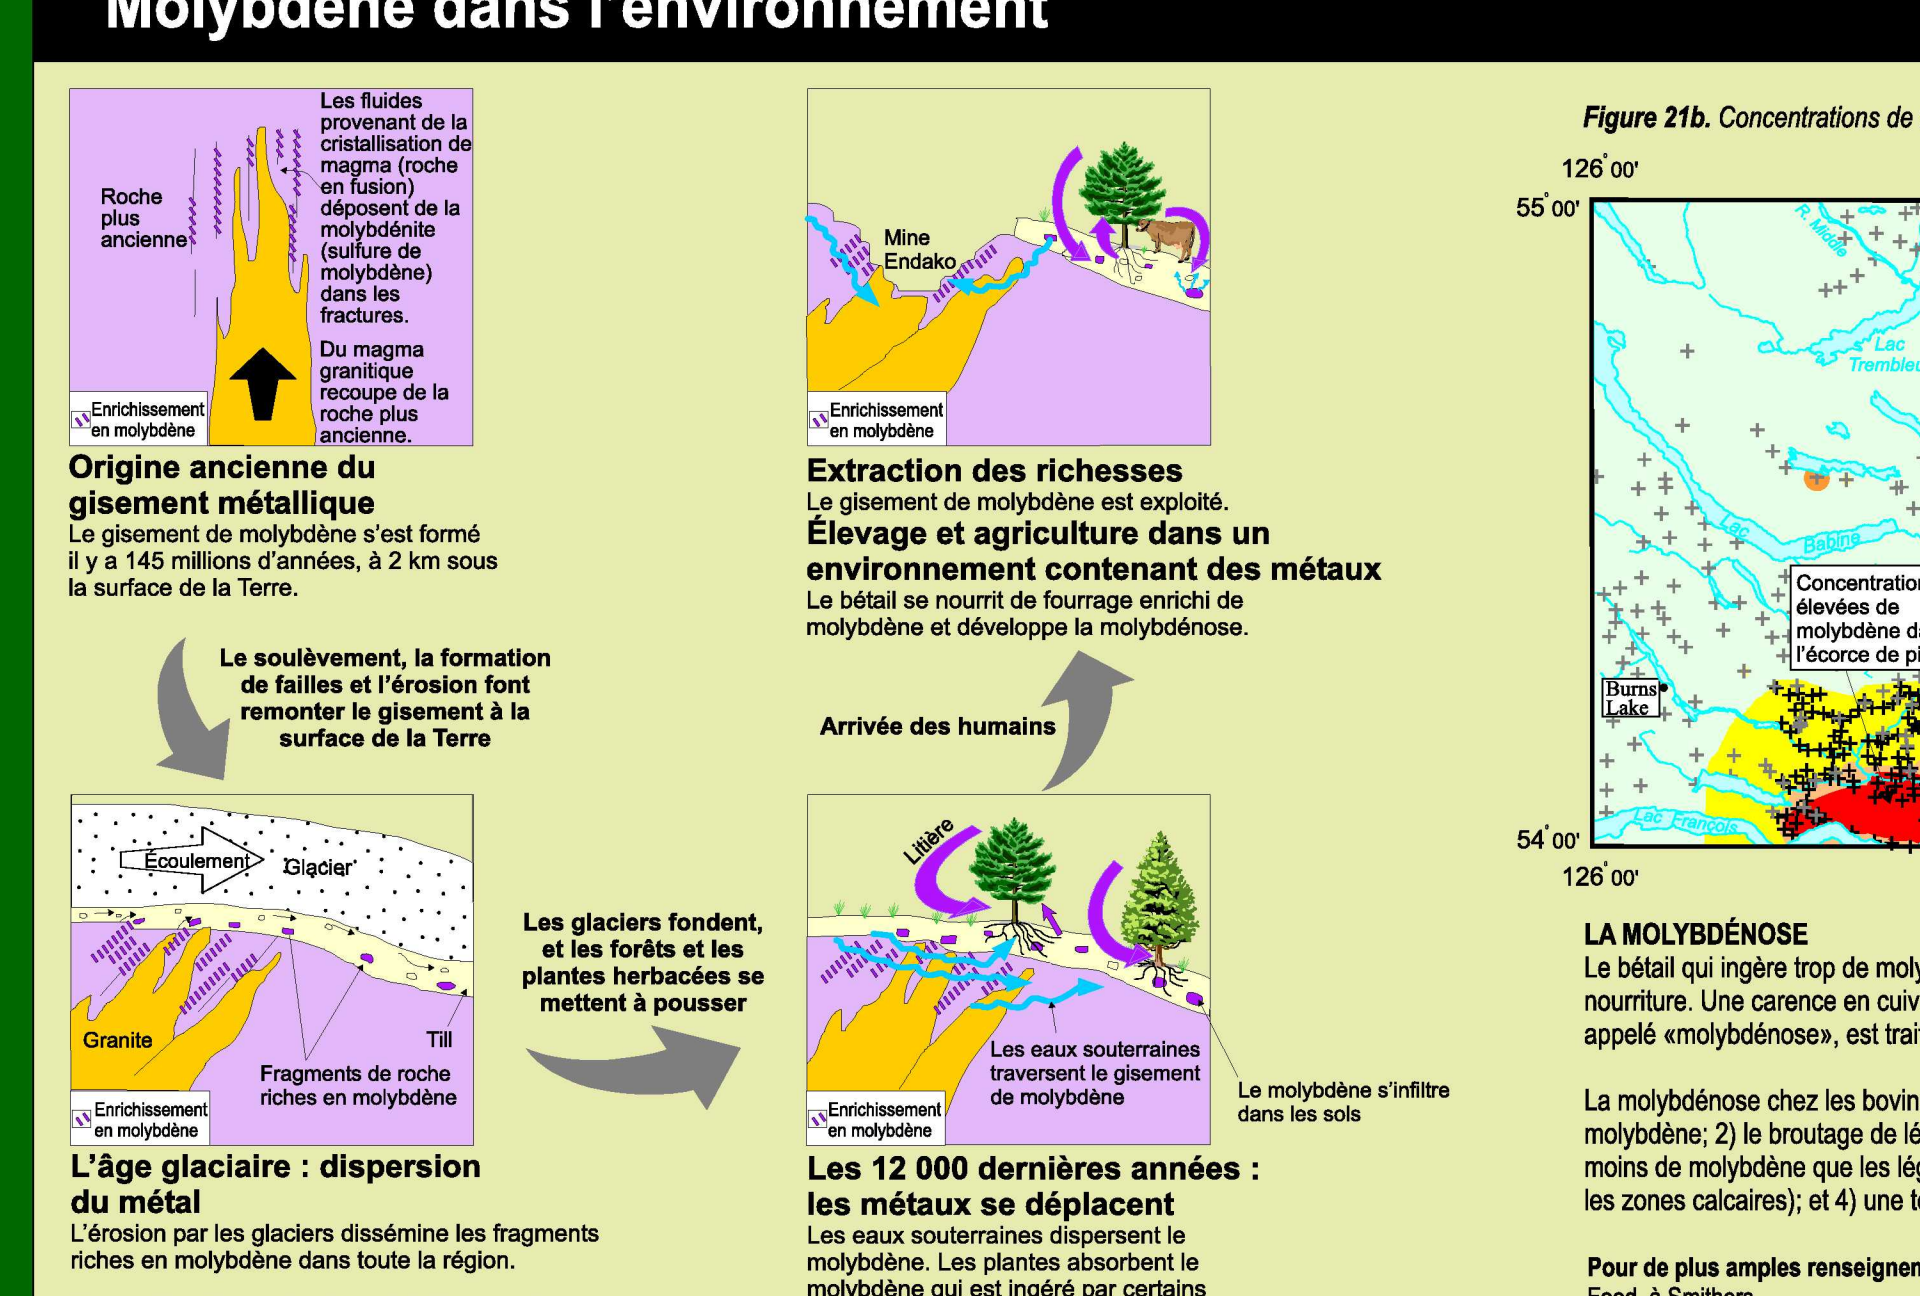 Molybdène dans l'environnement
Les fluides
provenant de la
cristallisation de
magma (roche
en fusion)
déposent de la
molybdénite
(sulfure de
molybdène)
dans les
fractures.
Roche
plus
ancienne
Du magma
granitique
recoupe de la
roche plus
ancienne.
Enrichissement
en molybdène
Origine ancienne du
gisement métallique
Le gisement de molybdène s'est formé
il y a 145 millions d'années, à 2 km sous
la surface de la Terre.
Le soulèvement, la formation
de failles et l'érosion font
remonter le gisement à la
surface de la Terre
Écoulement
Glacier
Granite
Till
Fragments de roche
riches en molybdène
Enrichissement
en molybdène
L'âge glaciaire : dispersion
du métal
L'érosion par les glaciers dissémine les fragments
riches en molybdène dans toute la région.
Les glaciers fondent,
et les forêts et les
plantes herbacées se
mettent à pousser
Mine
Endako
Enrichissement
en molybdène
Extraction des richesses
Le gisement de molybdène est exploité.
Élevage et agriculture dans un
environnement contenant des métaux
Le bétail se nourrit de fourrage enrichi de
molybdène et développe la molybdénose.
Arrivée des humains
Litière
Les eaux souterraines
traversent le gisement
de molybdène
Le molybdène s'infiltre
dans les sols
Enrichissement
en molybdène
Les 12 000 dernières années :
les métaux se déplacent
Les eaux souterraines dispersent le
molybdène. Les plantes absorbent le
molybdène qui est ingéré par certains
Figure 21b. Concentrations de
126°00'
55°00'
R. Middle
Lac
Trembleu
Lac
Babine
Concentration
élevées de
molybdène da
l'écorce de pi
Burns
Lake
Lac François
54°00'
126°00'
LA MOLYBDÉNOSE
Le bétail qui ingère trop de moly
nourriture. Une carence en cuiv
appelé «molybdénose», est trai
La molybdénose chez les bovin
molybdène; 2) le broutage de lé
moins de molybdène que les lég
les zones calcaires); et 4) une te
Pour de plus amples renseignen
Food, à Smithers